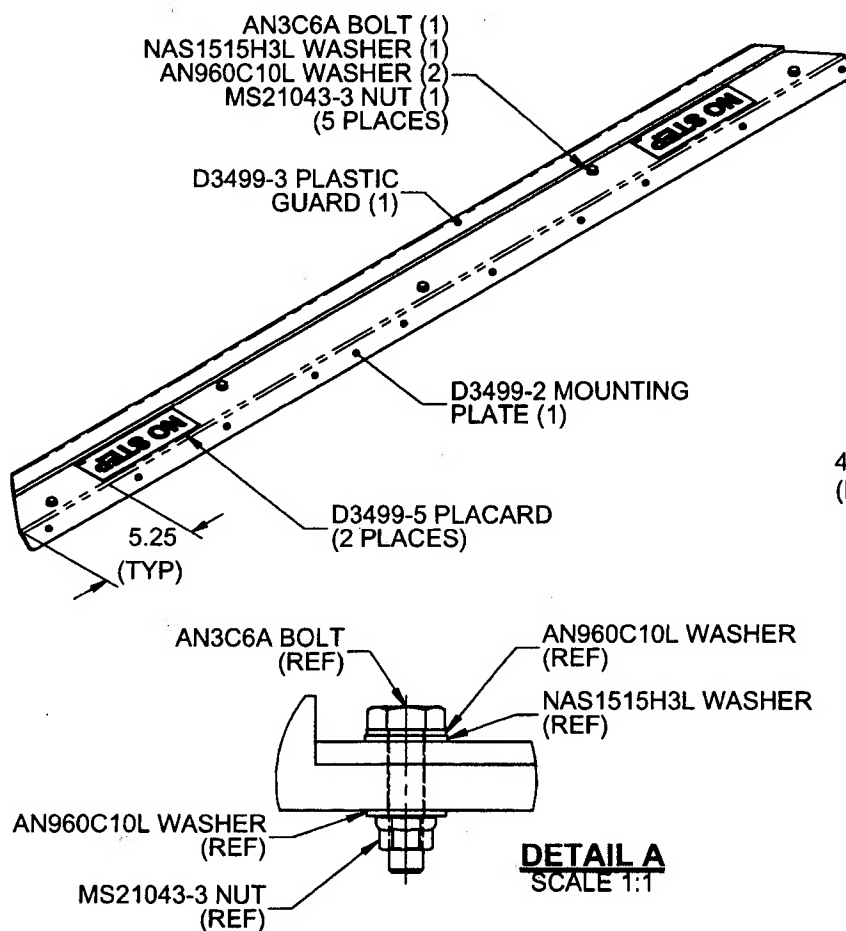 AN3C6A BOLT (1)
NAS1515H3L WASHER (1)
AN960C10L WASHER (2)
MS21043-3 NUT (1)
(5 PLACES)
NO STEP
D3499-3 PLASTIC
GUARD (1)
D3499-2 MOUNTING
PLATE (1)
NO STEP
D3499-5 PLACARD
(2 PLACES)
5.25
(TYP)
4
(
AN3C6A BOLT
(REF)
AN960C10L WASHER
(REF)
NAS1515H3L WASHER
(REF)
AN960C10L WASHER
(REF)
MS21043-3 NUT
(REF)
DETAIL A
SCALE 1:1